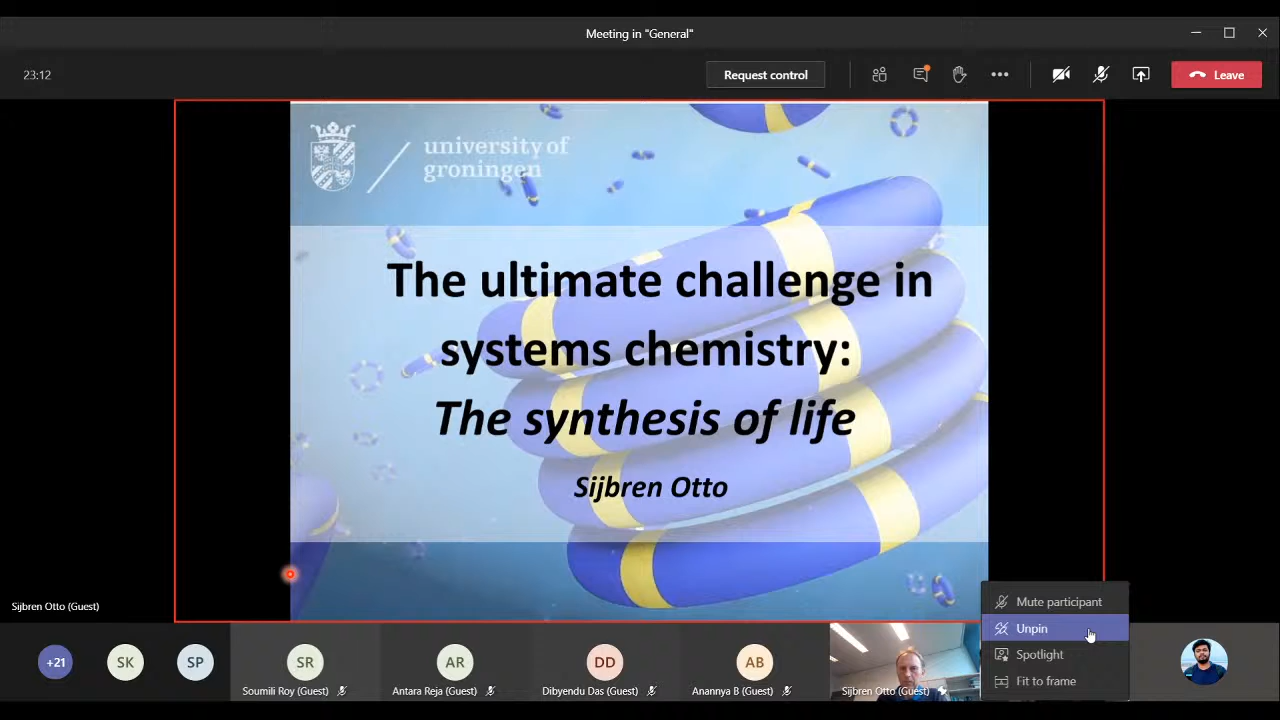 Meeting in "General"
23:12
Request control
Leave
university of
groningen
The ultimate challenge in
systems chemistry:
The synthesis of life
Sijbren Otto
Sijbren Otto (Guest)
Mute participant
Unpin
Spotlight
Fit to frame
+21
SK
SP
SR
AR
DD
AB
Soumili Roy (Guest)
Antara Reja (Guest)
Dibyendu Das (Guest)
Anannya B (Guest)
Sijbren Otto (Guest)